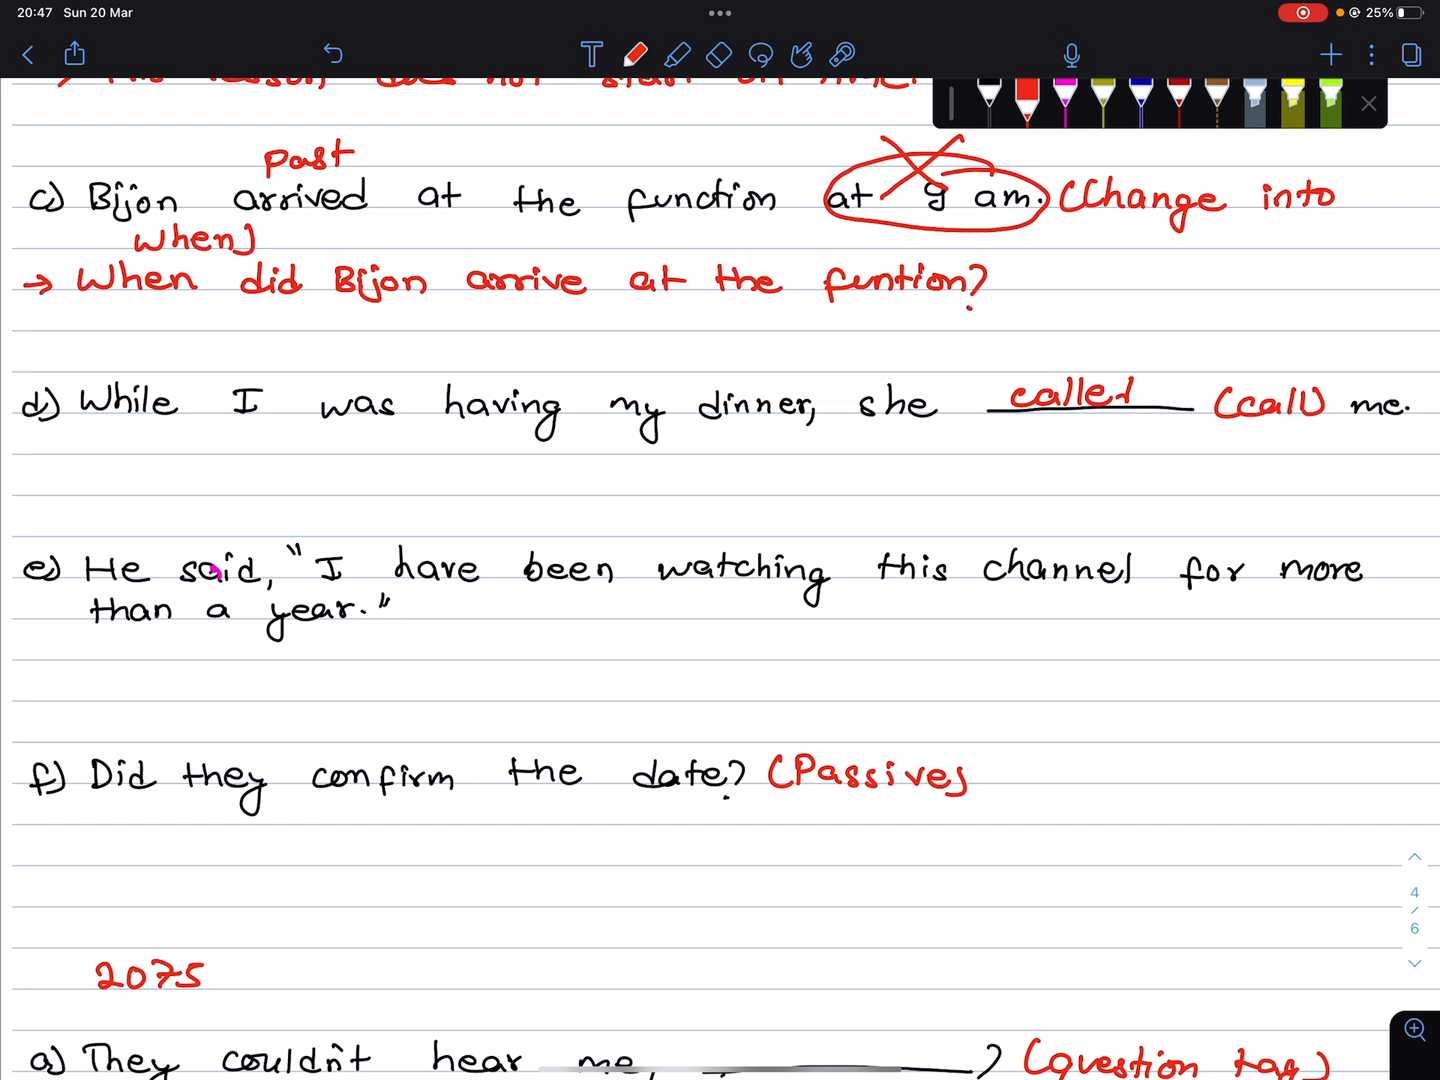 20:47 Sun 20 Mar
25%
past
c) Bijon arrived at the function at 9 am. (Change into
when)
→ When did Bijon arrive at the funtion?
d) While I was having my dinner, she called (call) me.
e) He said, "I have been watching this channel for more
than a year."
f) Did they confirm the date? (Passive)
4
/
6
2075
a) They couldn't hear me, ________? (question tag)